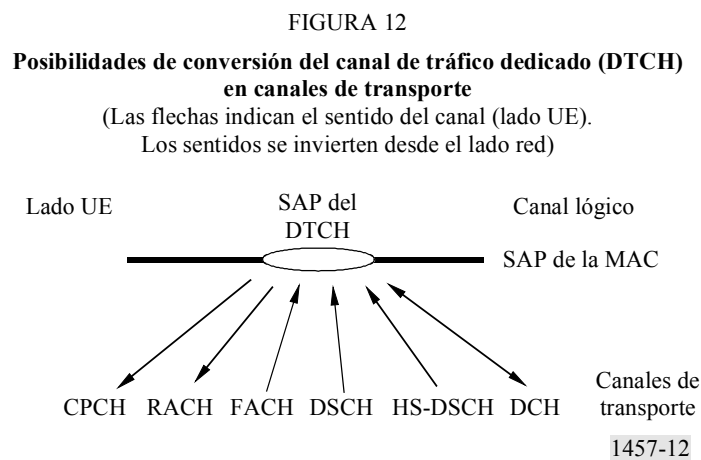 FIGURA 12
Posibilidades de conversión del canal de tráfico dedicado (DTCH)
en canales de transporte
(Las flechas indican el sentido del canal (lado UE).
Los sentidos se invierten desde el lado red)
Lado UE
SAP del
DTCH
Canal lógico
SAP de la MAC
CPCH RACH FACH DSCH HS-DSCH DCH
Canales de
transporte
1457-12